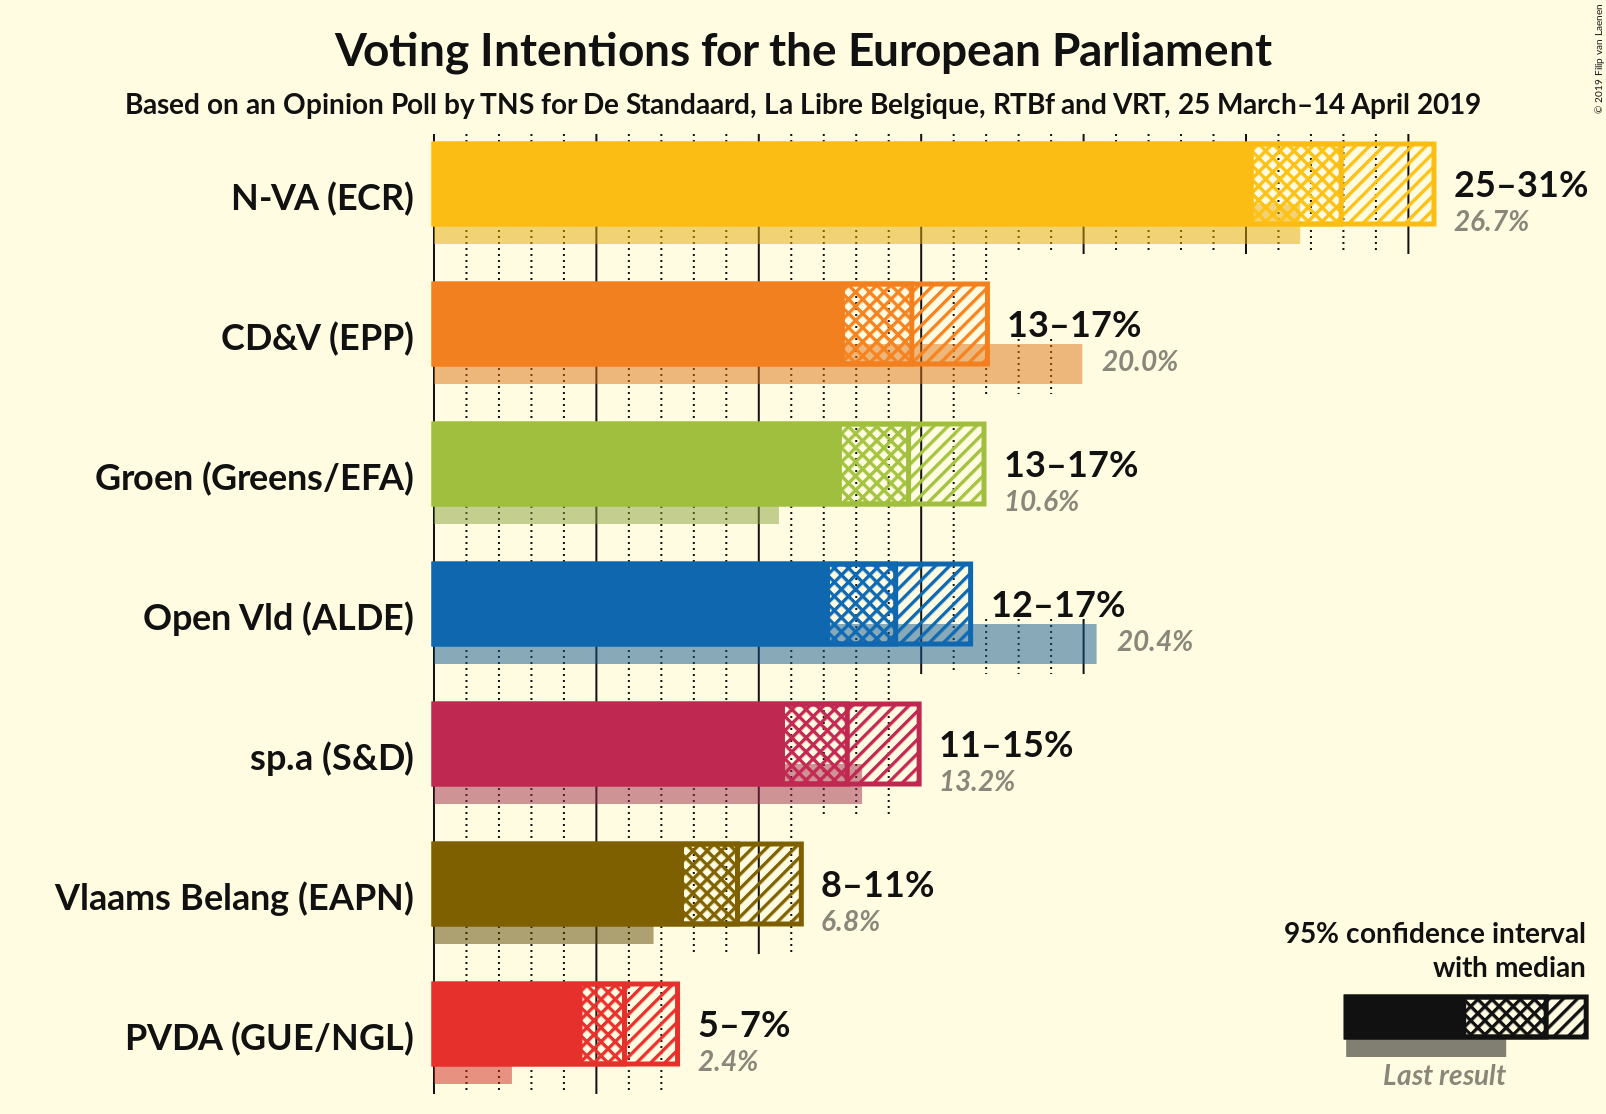 Voting Intentions for the European Parliament
Based on an Opinion Poll by TNS for De Standaard, La Libre Belgique, RTBf and VRT, 25 March–14 April 2019
© 2019 Filip van Laenen
N-VA (ECR)
25–31%
26.7%
CD&V (EPP)
13–17%
20.0%
Groen (Greens/EFA)
13–17%
10.6%
Open Vld (ALDE)
12–17%
20.4%
sp.a (S&D)
11–15%
13.2%
Vlaams Belang (EAPN)
8–11%
6.8%
PVDA (GUE/NGL)
5–7%
2.4%
95% confidence interval
with median
Last result